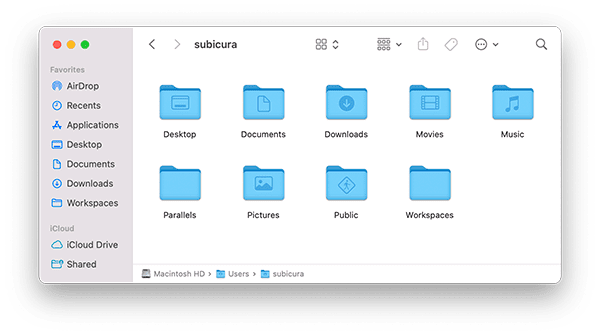 subicura
Favorites
AirDrop
Recents
Applications
Desktop
Documents
Downloads
Workspaces
iCloud
iCloud Drive
Shared
Desktop Documents Downloads Movies Music
Parallels Pictures Public Workspaces
Macintosh HD › Users › subicura